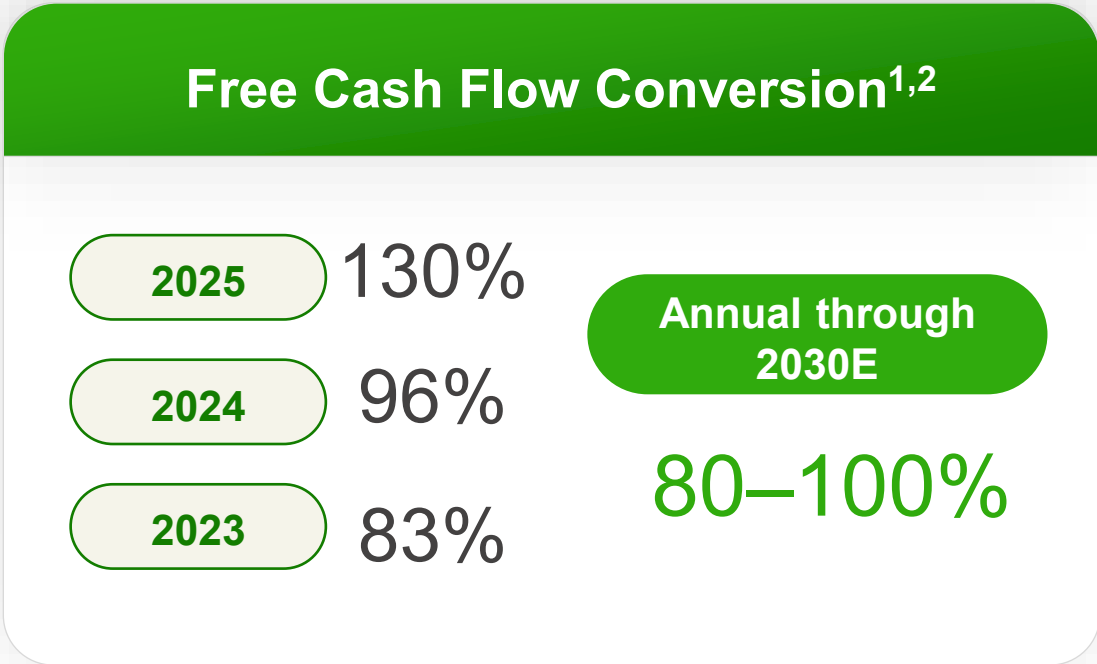 Free Cash Flow Conversion1,2
2025 130%
2024 96%
2023 83%
Annual through
2030E
80–100%